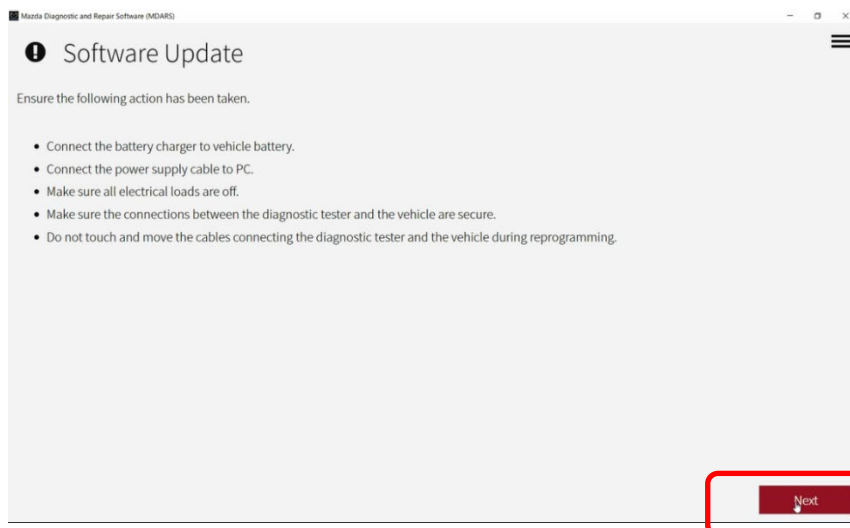 Mazda Diagnostic and Repair Software (MDARS)
Software Update
Ensure the following action has been taken.
Connect the battery charger to vehicle battery.
Connect the power supply cable to PC.
Make sure all electrical loads are off.
Make sure the connections between the diagnostic tester and the vehicle are secure.
Do not touch and move the cables connecting the diagnostic tester and the vehicle during reprogramming.
Next